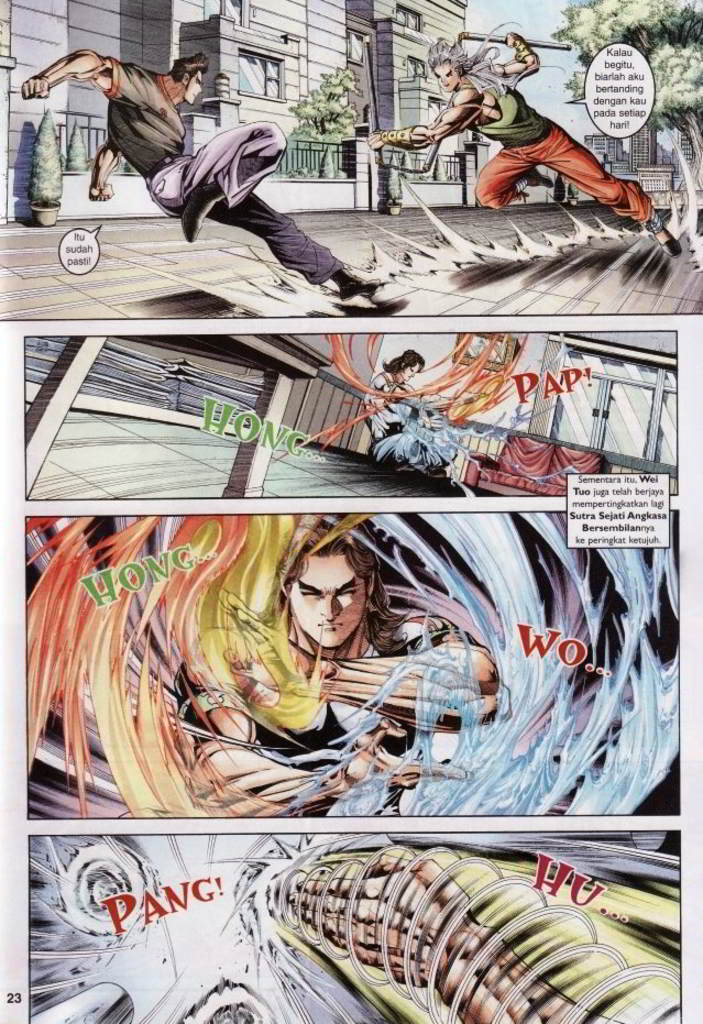 Kalau
begitu,
biarlah aku
bertanding
dengan kau
pada setiap
hari!
Itu
sudah
pasti!
HONG...
PAP!
Sementara itu, Wei
Tuo juga telah berjaya
mempertingkatkan lagi
Sutra Sejati Angkasa
Bersembilannya
ke peringkat ketujuh.
HONG...
WO...
PANG!
HU...
23